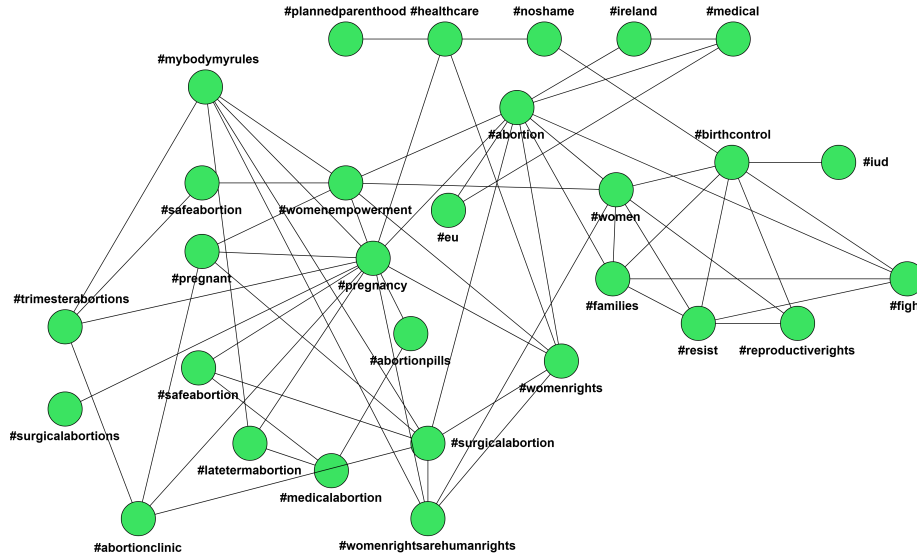 #plannedparenthood #healthcare #noshame #ireland #medical
#mybodymyrules
#abortion
#birthcontrol
#iud
#safeabortion
#womenempowerment
#women
#eu
#pregnant
#pregnancy
#trimesterabortions
#families
#figh
#abortionpills
#resist
#reproductiverights
#womenrights
#safeabortion
#surgicalabortions
#surgicalabortion
#latetermabortion
#medicalabortion
#abortionclinic
#womenrightsarehumanrights